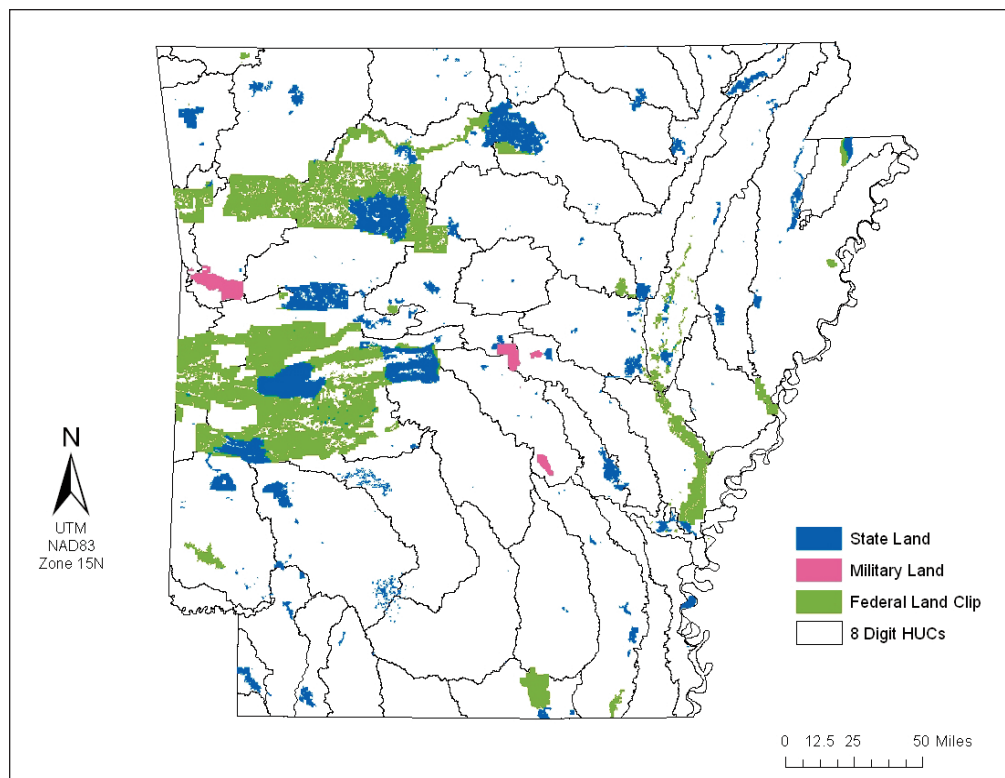 N
UTM
NAD83
Zone 15N
State Land
Military Land
Federal Land Clip
8 Digit HUCs
0 12.5 25 50 Miles